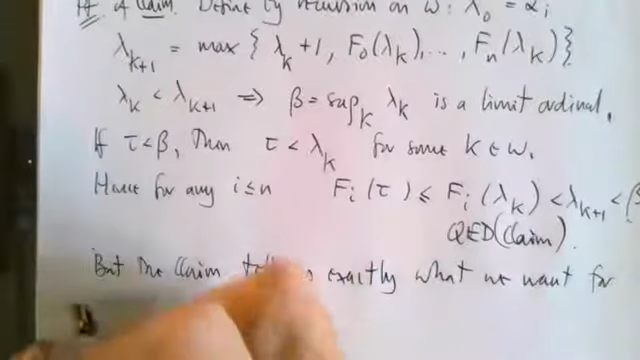 Pf of Claim. Define by recursion on ω: λ₀ = αᵢ
λₖ₊₁ = max { λₖ+1, F₀(λₖ), ..., Fₙ(λₖ) }
λₖ < λₖ₊₁ ⟹ β = supₖ λₖ is a limit ordinal.
If τ<β, Then τ < λₖ for some k ∈ ω.
Hence for any i ≤ n Fᵢ(τ) ≤ Fᵢ(λₖ) < λₖ₊₁ < β
QED(Claim).
But the Claim exactly what we want for